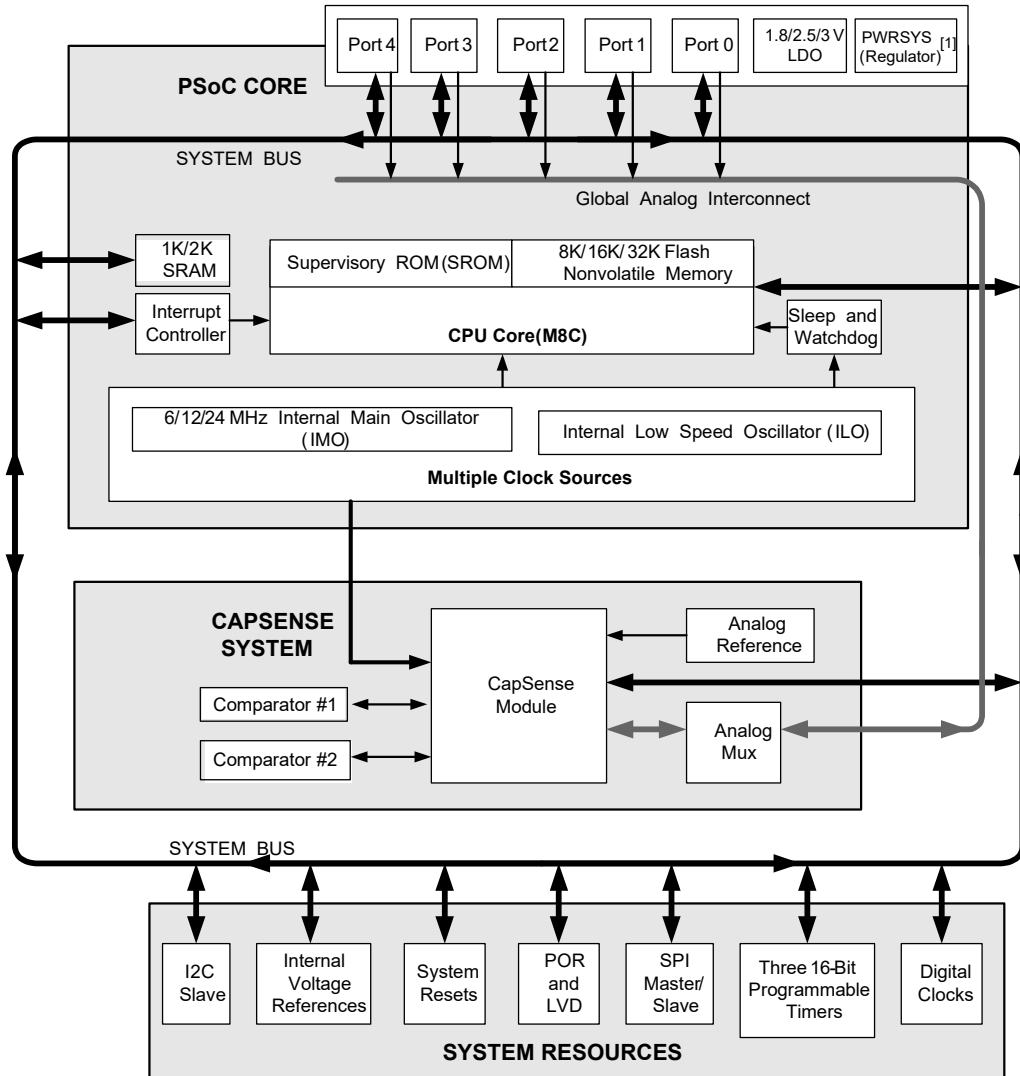 Port 4
Port 3
Port 2
Port 1
Port 0
1.8/2.5/3 V
LDO
PWRSYS [1]
(Regulator)
PSoC CORE
SYSTEM BUS
Global Analog Interconnect
1K/2K
SRAM
Supervisory ROM (SROM)
8K/16K/32K Flash
Nonvolatile Memory
Interrupt
Controller
CPU Core(M8C)
Sleep and
Watchdog
6/12/24 MHz Internal Main Oscillator
(IMO)
Internal Low Speed Oscillator (ILO)
Multiple Clock Sources
CAPSENSE
SYSTEM
Analog
Reference
CapSense
Module
Comparator #1
Analog
Mux
Comparator #2
SYSTEM BUS
I2C
Slave
Internal
Voltage
References
System
Resets
POR
and
LVD
SPI
Master/
Slave
Three 16-Bit
Programmable
Timers
Digital
Clocks
SYSTEM RESOURCES